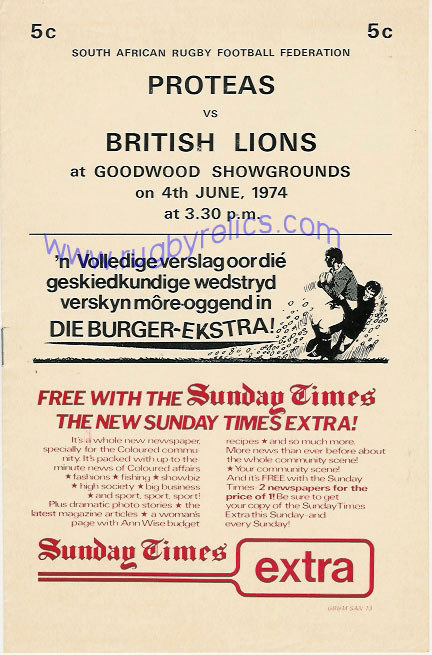 5c 5c
SOUTH AFRICAN RUGBY FOOTBALL FEDERATION
PROTEAS
vs
BRITISH LIONS
at GOODWOOD SHOWGROUNDS
on 4th JUNE, 1974
at 3.30 p.m.
www.rugbyrelics.com
'n Volledige verslag oor dié
geskiedkundige wedstryd
verskyn môre-oggend in
DIE BURGER-EKSTRA!
FREE WITH THE Sunday Times
THE NEW SUNDAY TIMES EXTRA!
It's a whole new newspaper,
specially for the Coloured commu-
nity. It's packed with up to the
minute news of Coloured affairs
★ fashions ★ fishing ★ showbiz
★ high society ★ big business
★ and sport, sport, sport!
Plus dramatic photo stories ★ the
latest magazine articles ★ a woman's
page with Ann Wise budget
recipes ★ and so much more.
More news than ever before about
the whole community scene!
★ Your community scene!
And it's FREE with the Sunday
Times 2 newspapers for the
price of 1! Be sure to get
your copy of the Sunday Times
Extra this Sunday-and
every Sunday!
Sunday Times extra